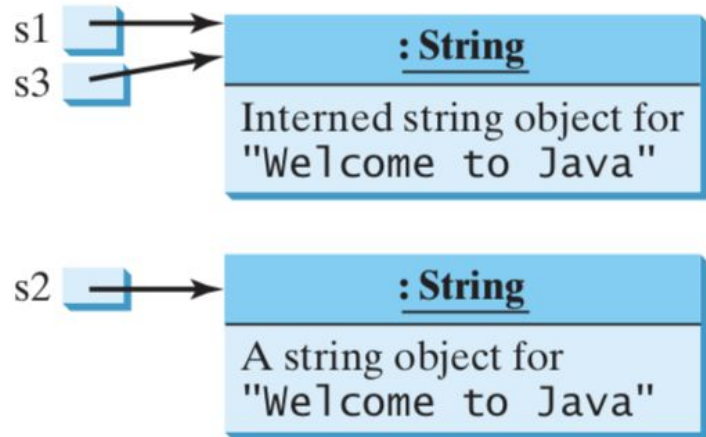 s1
s3
: String
Interned string object for
"Welcome to Java"
s2
: String
A string object for
"Welcome to Java"